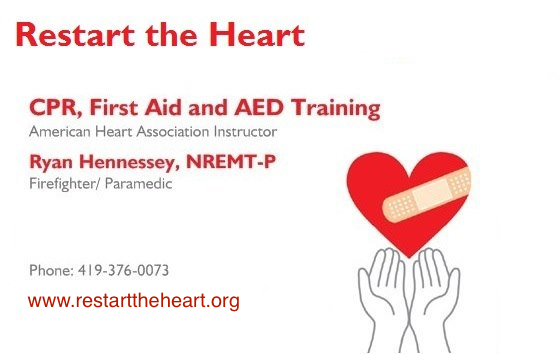 Restart the Heart
CPR, First Aid and AED Training
American Heart Association Instructor
Ryan Hennessey, NREMT-P
Firefighter/ Paramedic
Phone: 419-376-0073
www.restarttheheart.org